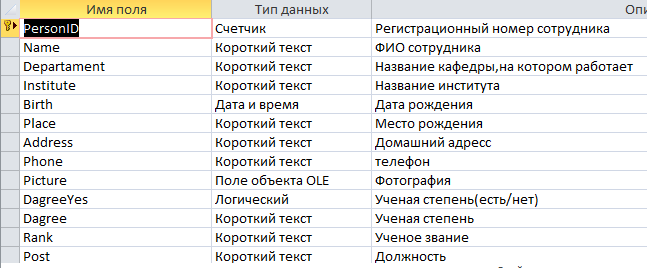 Имя поля Тип данных Опи
PersonID Счетчик Регистрационный номер сотрудника
Name Короткий текст ФИО сотрудника
Departament Короткий текст Название кафедры,на котором работает
Institute Короткий текст Название института
Birth Дата и время Дата рождения
Place Короткий текст Место рождения
Address Короткий текст Домашний адресс
Phone Короткий текст телефон
Picture Поле объекта OLE Фотография
DagreeYes Логический Ученая степень(есть/нет)
Dagree Короткий текст Ученая степень
Rank Короткий текст Ученое звание
Post Короткий текст Должность